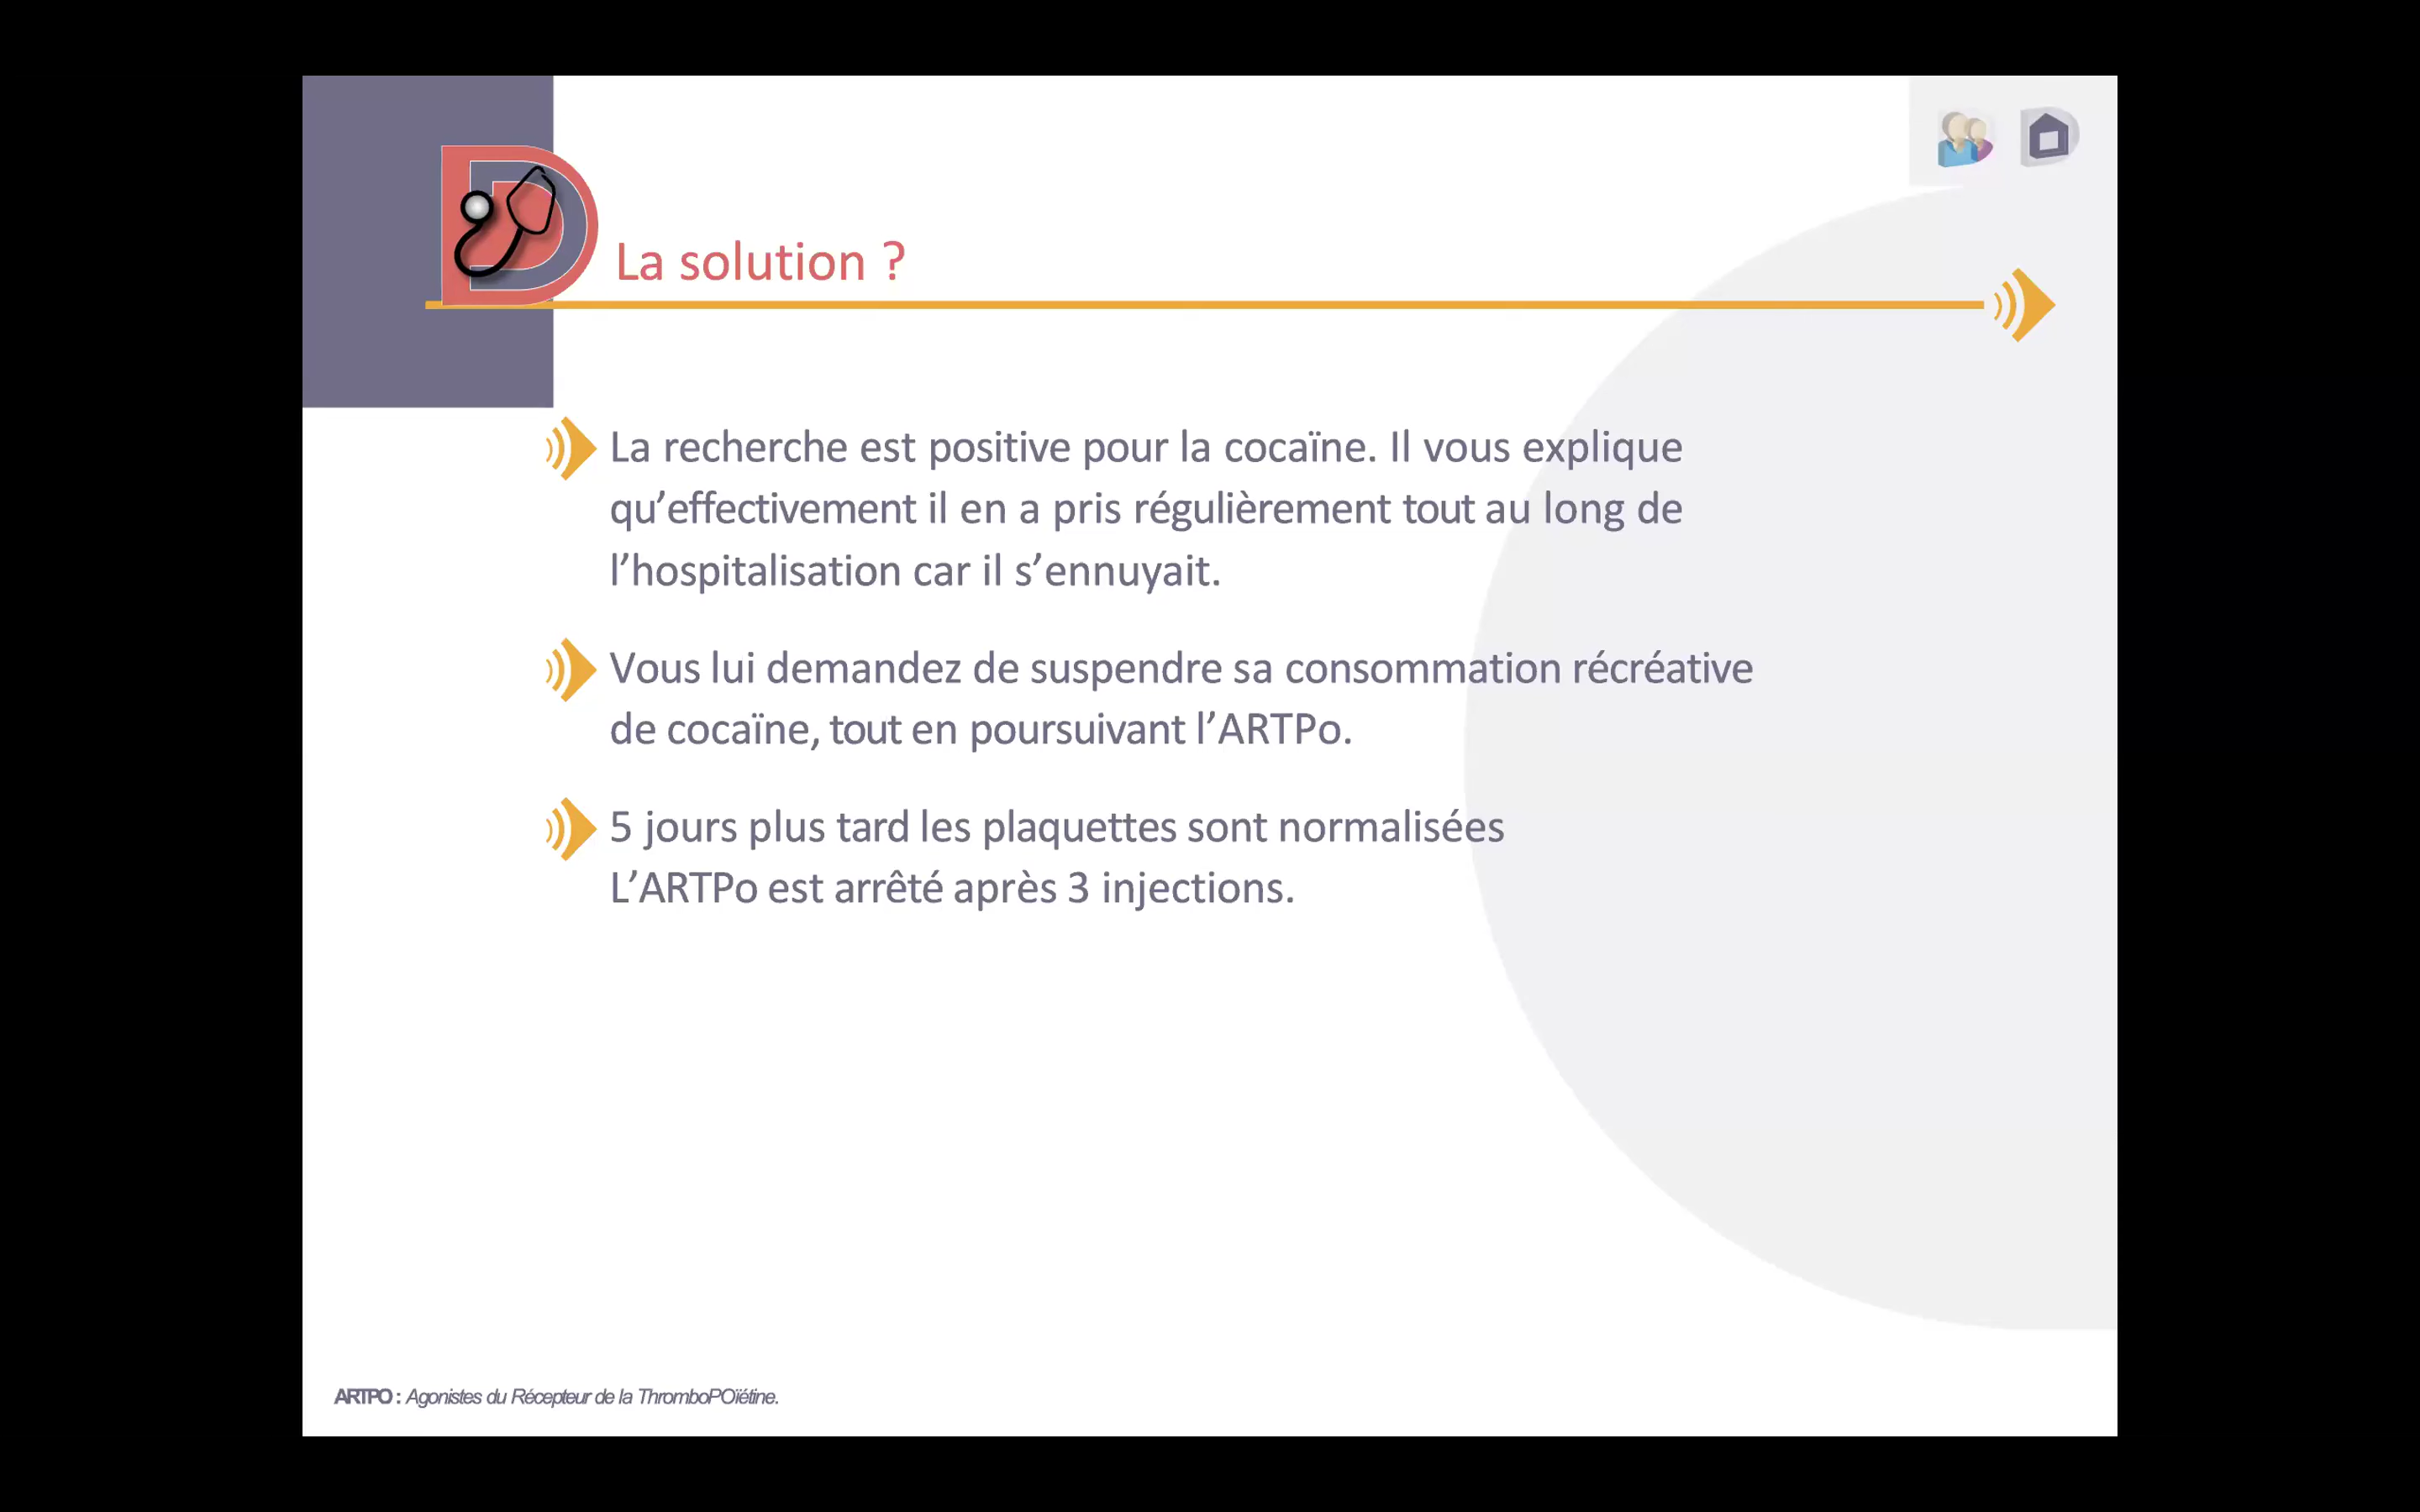 La solution ?
La recherche est positive pour la cocaïne. Il vous explique
qu’effectivement il en a pris régulièrement tout au long de
l’hospitalisation car il s’ennuyait.
Vous lui demandez de suspendre sa consommation récréative
de cocaïne, tout en poursuivant l’ARTPo.
5 jours plus tard les plaquettes sont normalisées
L’ARTPo est arrêté après 3 injections.
ARTPO : Agonistes du Récepteur de la ThromboPOïétine.